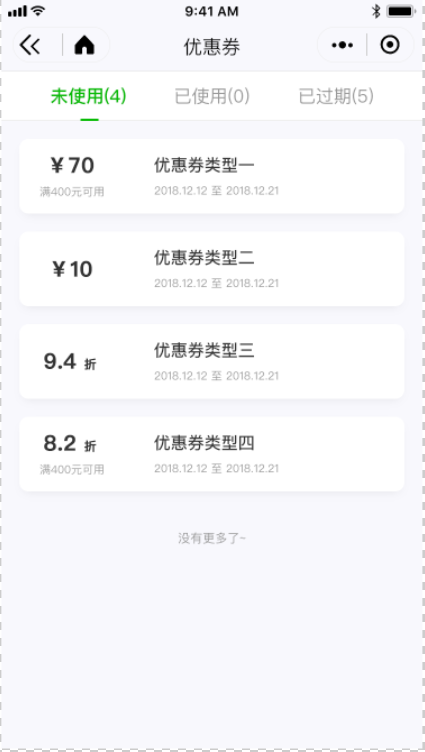 9:41 AM
优惠券
未使用(4) 已使用(0) 已过期(5)
¥70 优惠券类型一
满400元可用 2018.12.12 至 2018.12.21
¥10 优惠券类型二
2018.12.12 至 2018.12.21
9.4 折 优惠券类型三
2018.12.12 至 2018.12.21
8.2 折 优惠券类型四
满400元可用 2018.12.12 至 2018.12.21
没有更多了~